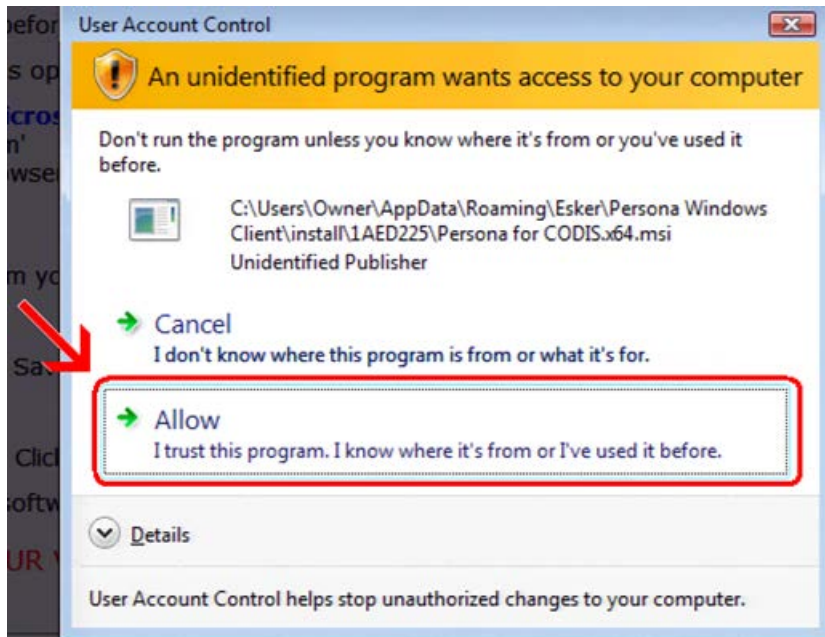 User Account Control
An unidentified program wants access to your computer
Don't run the program unless you know where it's from or you've used it
before.
C:\Users\Owner\AppData\Roaming\Esker\Persona Windows
Client\install\1AED225\Persona for CODIS.x64.msi
Unidentified Publisher
Cancel
I don't know where this program is from or what it's for.
Allow
I trust this program. I know where it's from or I've used it before.
Details
User Account Control helps stop unauthorized changes to your computer.